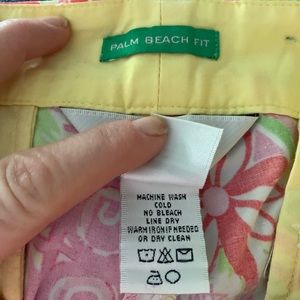 PALM BEACH FIT
MACHINE WASH
COLD
NO BLEACH
LINE DRY
WARM IRON IF NEEDED
OR DRY CLEAN